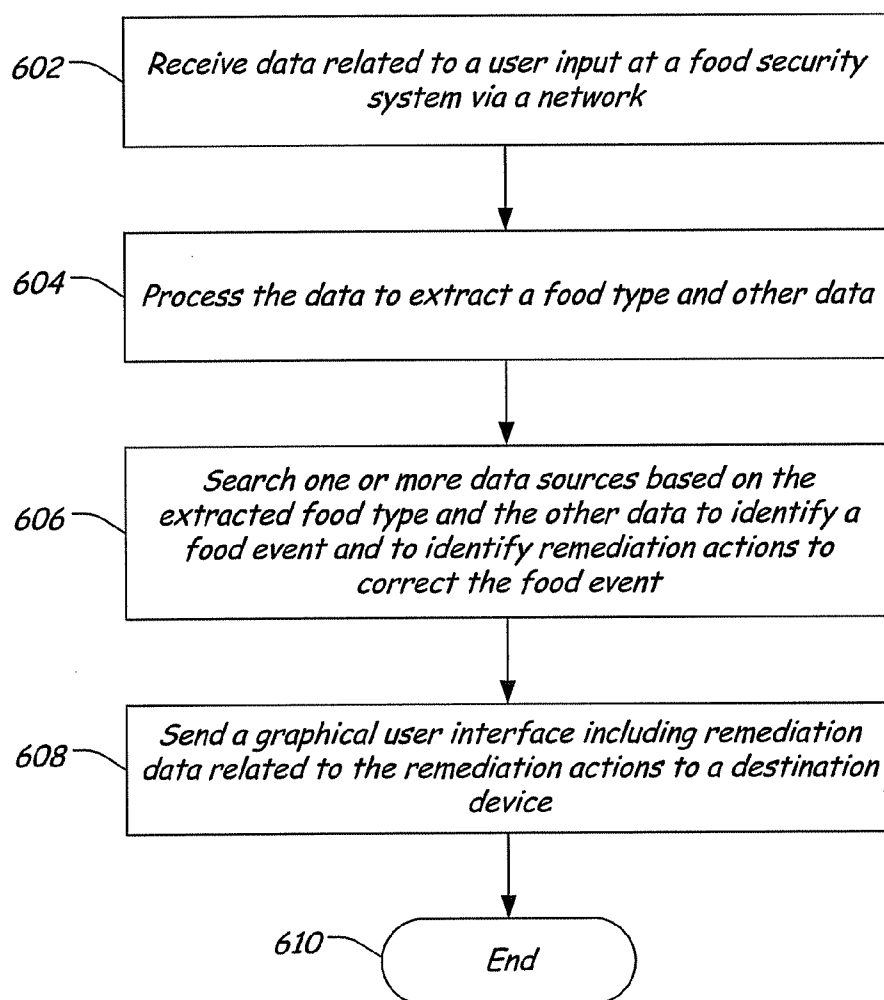 602
Receive data related to a user input at a food security
system via a network
604
Process the data to extract a food type and other data
606
Search one or more data sources based on the
extracted food type and the other data to identify a
food event and to identify remediation actions to
correct the food event
608
Send a graphical user interface including remediation
data related to the remediation actions to a destination
device
610
End